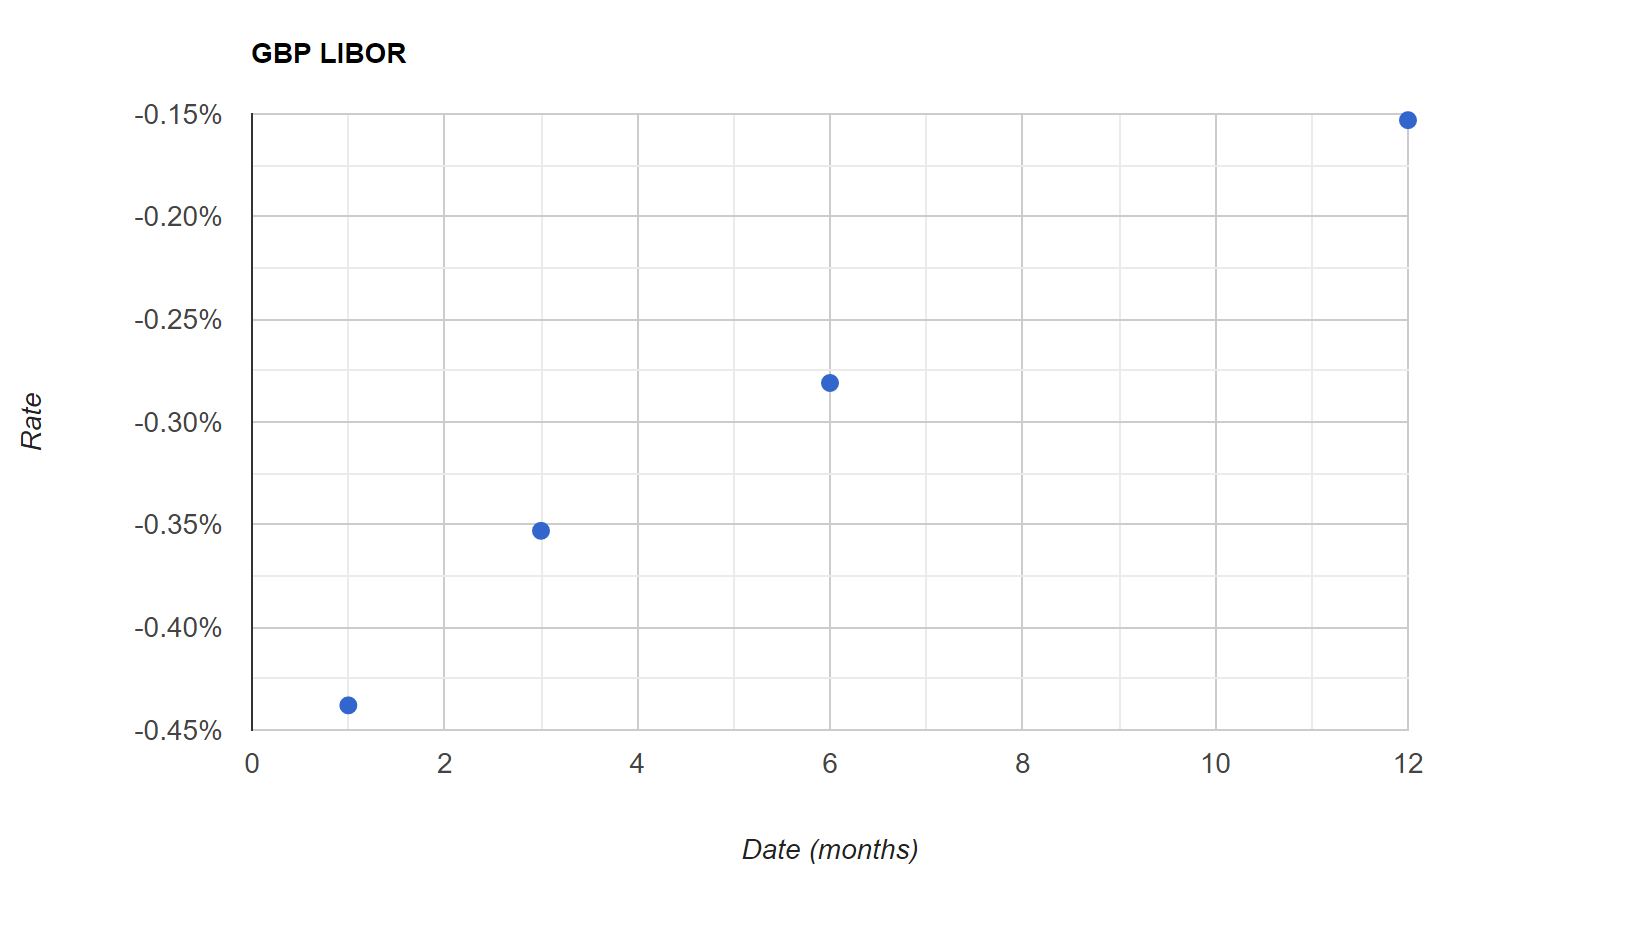 GBP LIBOR
-0.15%
-0.20%
-0.25%
-0.30%
-0.35%
-0.40%
-0.45%
Rate
0 2 4 6 8 10 12
Date (months)